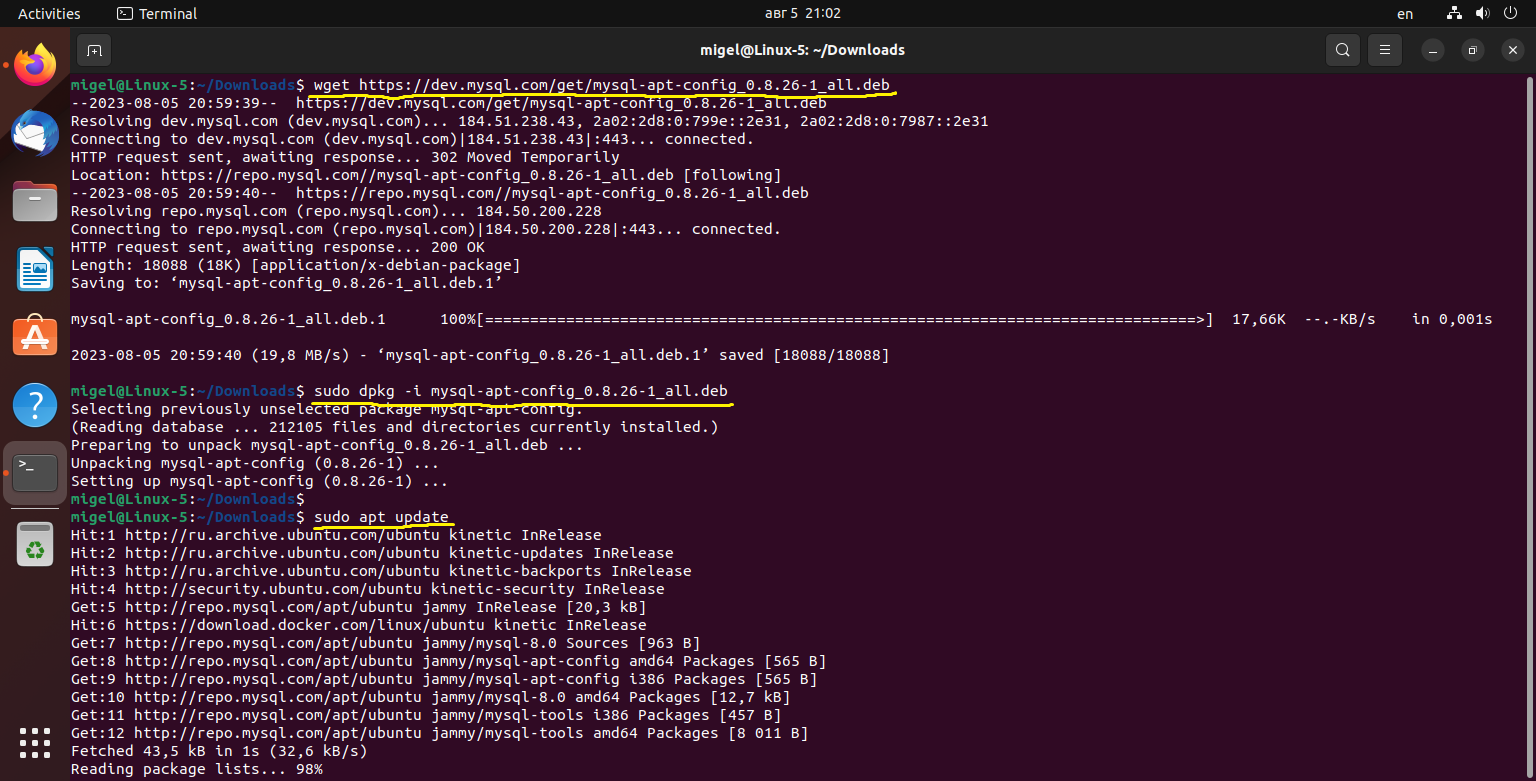 Activities Terminal авг 5 21:02 en
migel@Linux-5: ~/Downloads
migel@Linux-5:~/Downloads$ wget https://dev.mysql.com/get/mysql-apt-config_0.8.26-1_all.deb
--2023-08-05 20:59:39--  https://dev.mysql.com/get/mysql-apt-config_0.8.26-1_all.deb
Resolving dev.mysql.com (dev.mysql.com)... 184.51.238.43, 2a02:2d8:0:799e::2e31, 2a02:2d8:0:7987::2e31
Connecting to dev.mysql.com (dev.mysql.com)|184.51.238.43|:443... connected.
HTTP request sent, awaiting response... 302 Moved Temporarily
Location: https://repo.mysql.com//mysql-apt-config_0.8.26-1_all.deb [following]
--2023-08-05 20:59:40--  https://repo.mysql.com//mysql-apt-config_0.8.26-1_all.deb
Resolving repo.mysql.com (repo.mysql.com)... 184.50.200.228
Connecting to repo.mysql.com (repo.mysql.com)|184.50.200.228|:443... connected.
HTTP request sent, awaiting response... 200 OK
Length: 18088 (18K) [application/x-debian-package]
Saving to: ‘mysql-apt-config_0.8.26-1_all.deb.1’
mysql-apt-config_0.8.26-1_all.deb.1      100%[===============================================================================>]  17,66K  --.-KB/s    in 0,001s
2023-08-05 20:59:40 (19,8 MB/s) - ‘mysql-apt-config_0.8.26-1_all.deb.1’ saved [18088/18088]
migel@Linux-5:~/Downloads$ sudo dpkg -i mysql-apt-config_0.8.26-1_all.deb
Selecting previously unselected package mysql-apt-config.
(Reading database ... 212105 files and directories currently installed.)
Preparing to unpack mysql-apt-config_0.8.26-1_all.deb ...
Unpacking mysql-apt-config (0.8.26-1) ...
Setting up mysql-apt-config (0.8.26-1) ...
migel@Linux-5:~/Downloads$
migel@Linux-5:~/Downloads$ sudo apt update
Hit:1 http://ru.archive.ubuntu.com/ubuntu kinetic InRelease
Hit:2 http://ru.archive.ubuntu.com/ubuntu kinetic-updates InRelease
Hit:3 http://ru.archive.ubuntu.com/ubuntu kinetic-backports InRelease
Hit:4 http://security.ubuntu.com/ubuntu kinetic-security InRelease
Get:5 http://repo.mysql.com/apt/ubuntu jammy InRelease [20,3 kB]
Hit:6 https://download.docker.com/linux/ubuntu kinetic InRelease
Get:7 http://repo.mysql.com/apt/ubuntu jammy/mysql-8.0 Sources [963 B]
Get:8 http://repo.mysql.com/apt/ubuntu jammy/mysql-apt-config amd64 Packages [565 B]
Get:9 http://repo.mysql.com/apt/ubuntu jammy/mysql-apt-config i386 Packages [565 B]
Get:10 http://repo.mysql.com/apt/ubuntu jammy/mysql-8.0 amd64 Packages [12,7 kB]
Get:11 http://repo.mysql.com/apt/ubuntu jammy/mysql-tools i386 Packages [457 B]
Get:12 http://repo.mysql.com/apt/ubuntu jammy/mysql-tools amd64 Packages [8 011 B]
Fetched 43,5 kB in 1s (32,6 kB/s)
Reading package lists... 98%